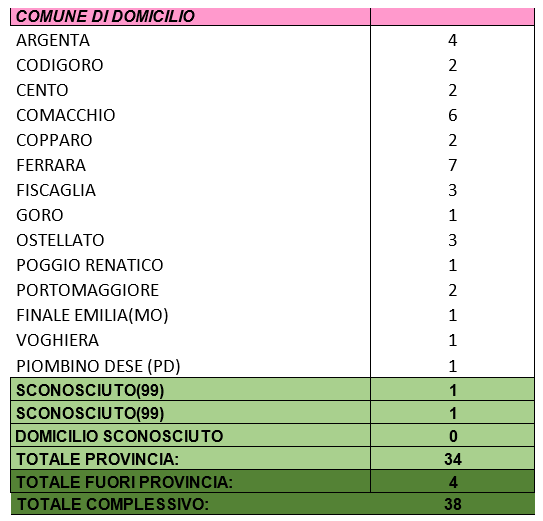 COMUNE DI DOMICILIO
ARGENTA 4
CODIGORO 2
CENTO 2
COMACCHIO 6
COPPARO 2
FERRARA 7
FISCAGLIA 3
GORO 1
OSTELLATO 3
POGGIO RENATICO 1
PORTOMAGGIORE 2
FINALE EMILIA(MO) 1
VOGHIERA 1
PIOMBINO DESE (PD) 1
SCONOSCIUTO(99) 1
SCONOSCIUTO(99) 1
DOMICILIO SCONOSCIUTO 0
TOTALE PROVINCIA: 34
TOTALE FUORI PROVINCIA: 4
TOTALE COMPLESSIVO: 38